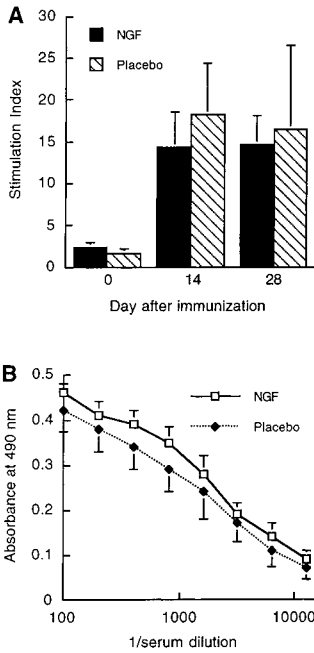 A
NGF
Placebo
Stimulation Index
30
25
20
15
10
5
0
0 14 28
Day after immunization
B
NGF
Placebo
Absorbance at 490 nm
0.5
0.4
0.3
0.2
0.1
0
100 1000 10000
1/serum dilution